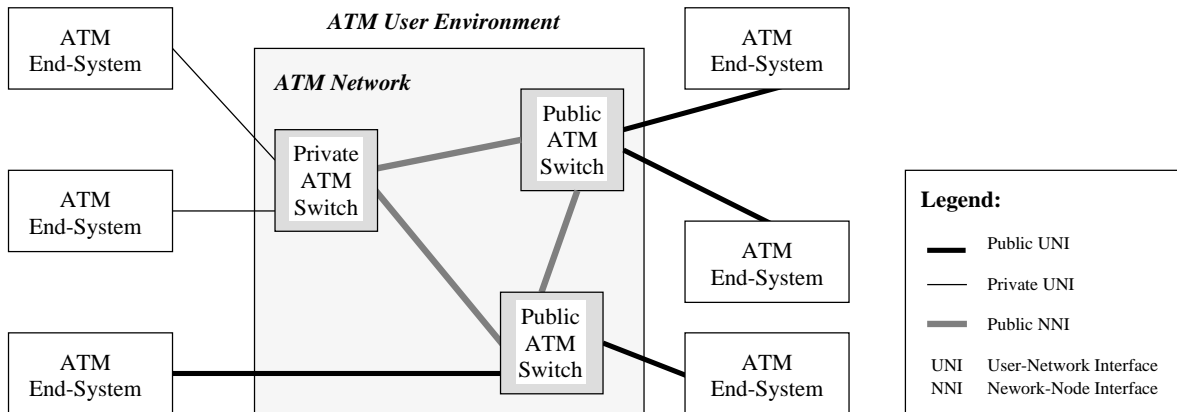 ATM User Environment
ATM
End-System
ATM
End-System
ATM Network
Public
ATM
Switch
Private
ATM
Switch
ATM
End-System
ATM
End-System
Public
ATM
Switch
ATM
End-System
ATM
End-System
Legend:
Public UNI
Private UNI
Public NNI
UNI User-Network Interface
NNI Nework-Node Interface